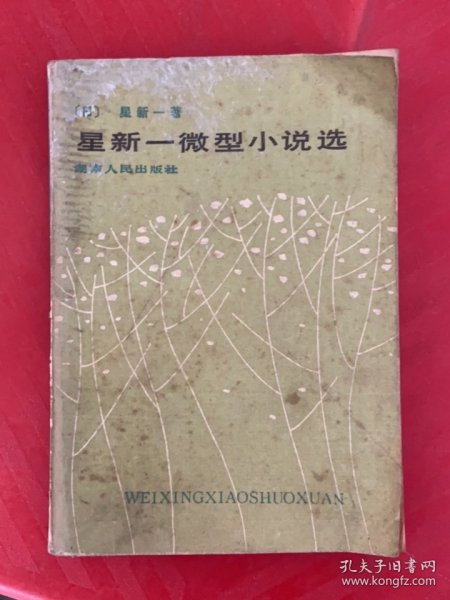 〔日〕 星新一著
星新一微型小说选
湖南人民出版社
WEIXINGXIAOSHUOXUAN
孔夫子旧书网
www.kongfz.com